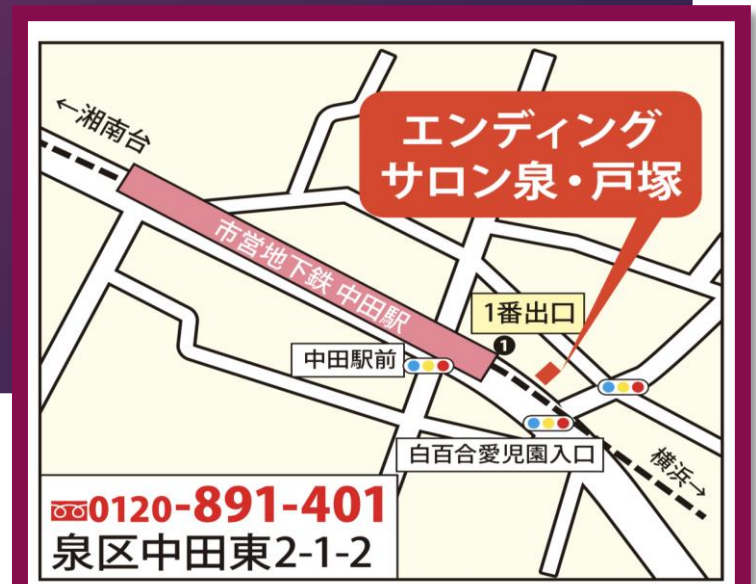 ←湘南台
エンディング
サロン泉・戸塚
市営地下鉄 中田駅
1番出口
❶
中田駅前
白百合愛児園入口
横浜→
0120-891-401
泉区中田東2-1-2